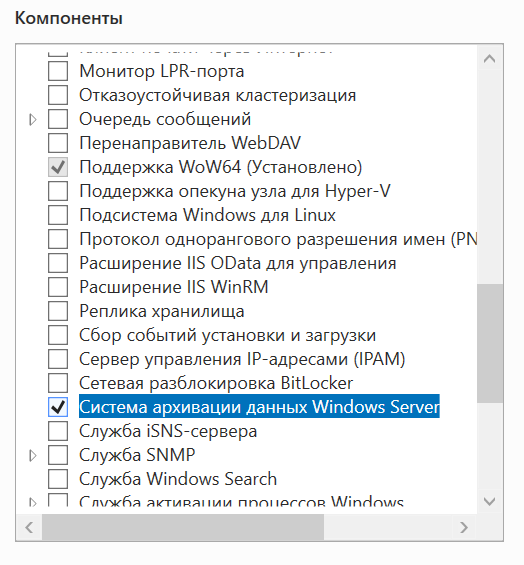 Компоненты
Монитор LPR-порта
Отказоустойчивая кластеризация
Очередь сообщений
Перенаправитель WebDAV
Поддержка WoW64 (Установлено)
Поддержка опекуна узла для Hyper-V
Подсистема Windows для Linux
Протокол однорангового разрешения имен (PN
Расширение IIS OData для управления
Расширение IIS WinRM
Реплика хранилища
Сбор событий установки и загрузки
Сервер управления IP-адресами (IPAM)
Сетевая разблокировка BitLocker
Система архивации данных Windows Server
Служба iSNS-сервера
Служба SNMP
Служба Windows Search
Служба активации процессов Windows